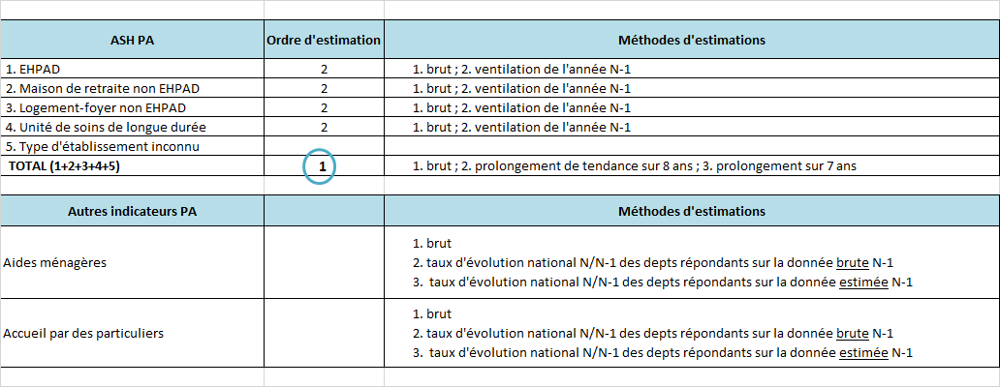 ASH PA Ordre d'estimation Méthodes d'estimations
1. EHPAD 2 1. brut ; 2. ventilation de l'année N-1
2. Maison de retraite non EHPAD 2 1. brut ; 2. ventilation de l'année N-1
3. Logement-foyer non EHPAD 2 1. brut ; 2. ventilation de l'année N-1
4. Unité de soins de longue durée 2 1. brut ; 2. ventilation de l'année N-1
5. Type d'établissement inconnu
TOTAL (1+2+3+4+5) 1 1. brut ; 2. prolongement de tendance sur 8 ans ; 3. prolongement sur 7 ans
Autres indicateurs PA Méthodes d'estimations
Aides ménagères
1. brut
2. taux d'évolution national N/N-1 des depts répondants sur la donnée brute N-1
3. taux d'évolution national N/N-1 des depts répondants sur la donnée estimée N-1
Accueil par des particuliers
1. brut
2. taux d'évolution national N/N-1 des depts répondants sur la donnée brute N-1
3. taux d'évolution national N/N-1 des depts répondants sur la donnée estimée N-1